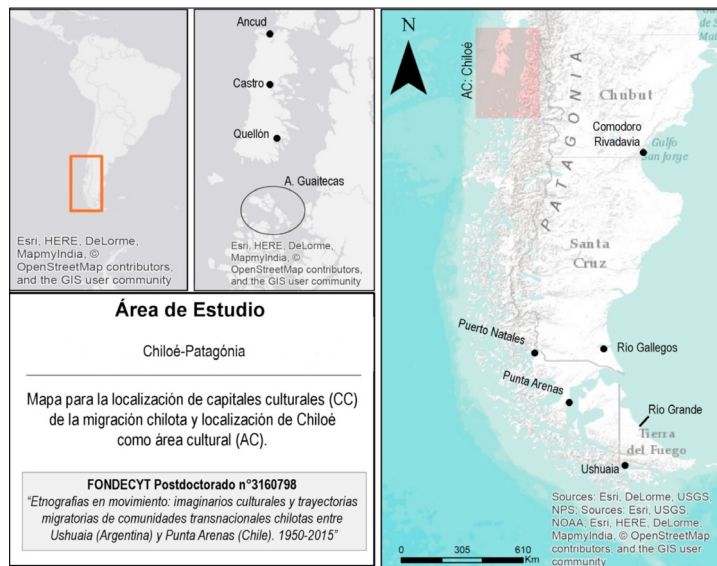 Esri, HERE, DeLorme,
MapmyIndia, ©
OpenStreetMap contributors,
and the GIS user community
Ancud
Castro
Quellón
A. Guaitecas
Esri, HERE, DeLorme,
MapmyIndia, ©
OpenStreetMap contributors,
and the GIS user community
Área de Estudio
Chiloé-Patagónia
Mapa para la localización de capitales culturales (CC)
de la migración chilota y localización de Chiloé
como área cultural (AC).
FONDECYT Postdoctorado n°3160798
“Etnografias en movimiento: imaginarios culturales y trayectorias
migratorias de comunidades transnacionales chilotas entre
Ushuaia (Argentina) y Punta Arenas (Chile). 1950-2015”
N
AC: Chiloé
PATAGONIA
Chubut
Comodoro
Rivadavia
Golfo
San Jorge
Santa
Cruz
Puerto Natales
Rio Gallegos
Punta Arenas
Rio Grande
Tierra
del Fuego
Ushuaia
Sources: Esri, DeLorme, USGS,
NPS; Sources: Esri, USGS,
NOAA; Esri, HERE, DeLorme,
MapmyIndia, © OpenStreetMap
contributors, and the GIS user
community
0 305 610
Km